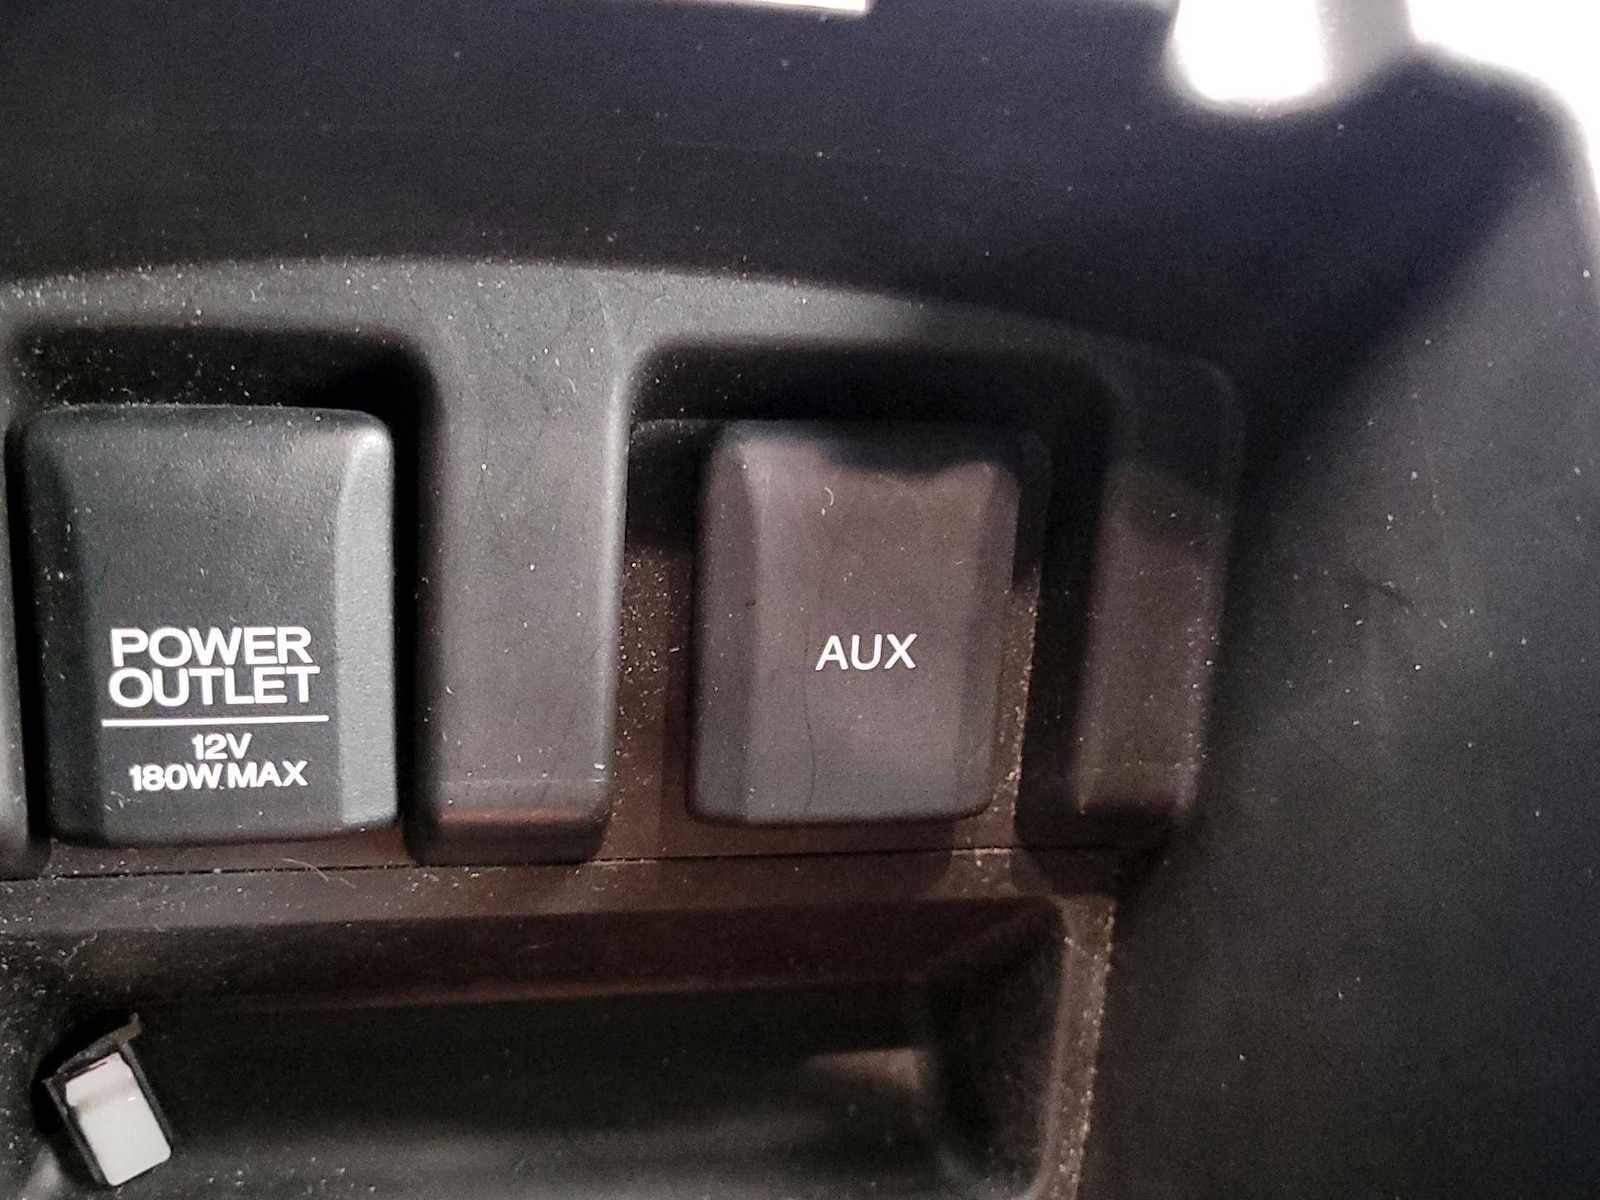 POWER
OUTLET
12V
180W.MAX
AUX